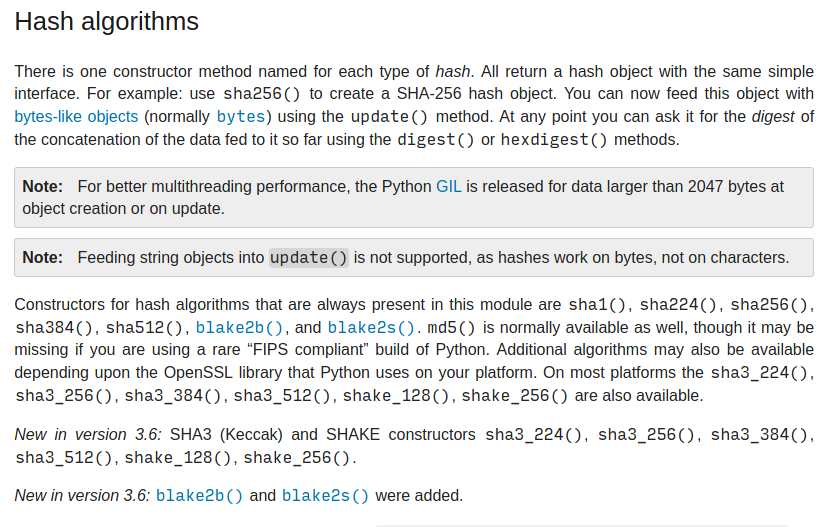 Hash algorithms
There is one constructor method named for each type of hash. All return a hash object with the same simple
interface. For example: use sha256() to create a SHA-256 hash object. You can now feed this object with
bytes-like objects (normally bytes) using the update() method. At any point you can ask it for the digest of
the concatenation of the data fed to it so far using the digest() or hexdigest() methods.
Note: For better multithreading performance, the Python GIL is released for data larger than 2047 bytes at
object creation or on update.
Note: Feeding string objects into update() is not supported, as hashes work on bytes, not on characters.
Constructors for hash algorithms that are always present in this module are sha1(), sha224(), sha256(),
sha384(), sha512(), blake2b(), and blake2s(). md5() is normally available as well, though it may be
missing if you are using a rare “FIPS compliant” build of Python. Additional algorithms may also be available
depending upon the OpenSSL library that Python uses on your platform. On most platforms the sha3_224(),
sha3_256(), sha3_384(), sha3_512(), shake_128(), shake_256() are also available.
New in version 3.6: SHA3 (Keccak) and SHAKE constructors sha3_224(), sha3_256(), sha3_384(),
sha3_512(), shake_128(), shake_256().
New in version 3.6: blake2b() and blake2s() were added.